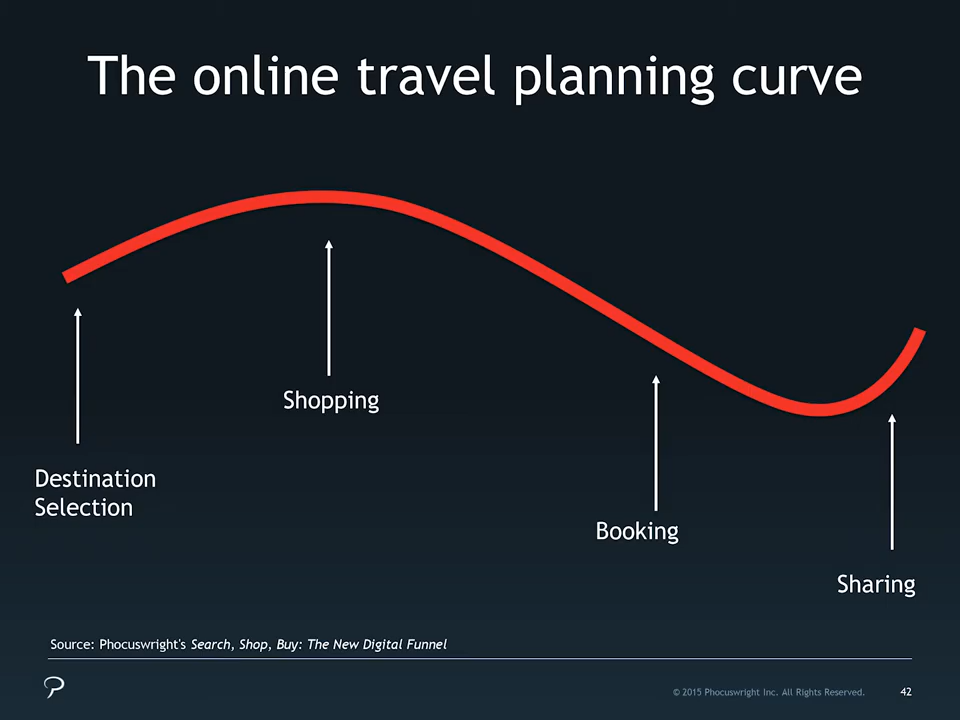 The online travel planning curve
Shopping
Destination
Selection
Booking
Sharing
Source: Phocuswright's Search, Shop, Buy: The New Digital Funnel
© 2015 Phocuswright Inc. All Rights Reserved.
42